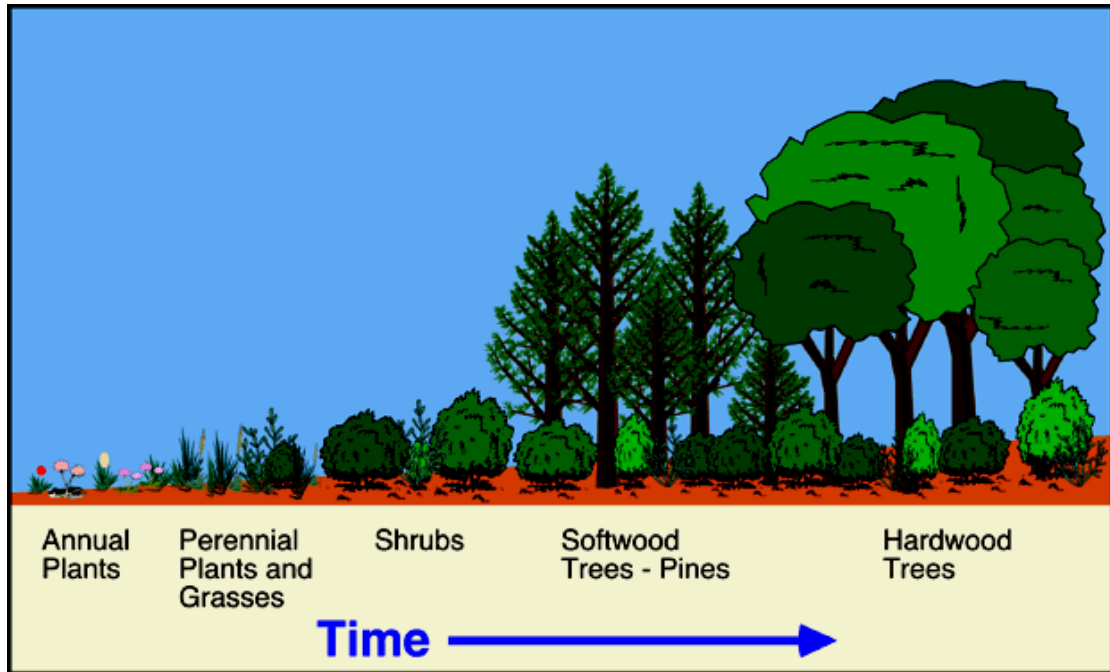 Annual
Plants
Perennial
Plants and
Grasses
Shrubs
Softwood
Trees - Pines
Hardwood
Trees
Time